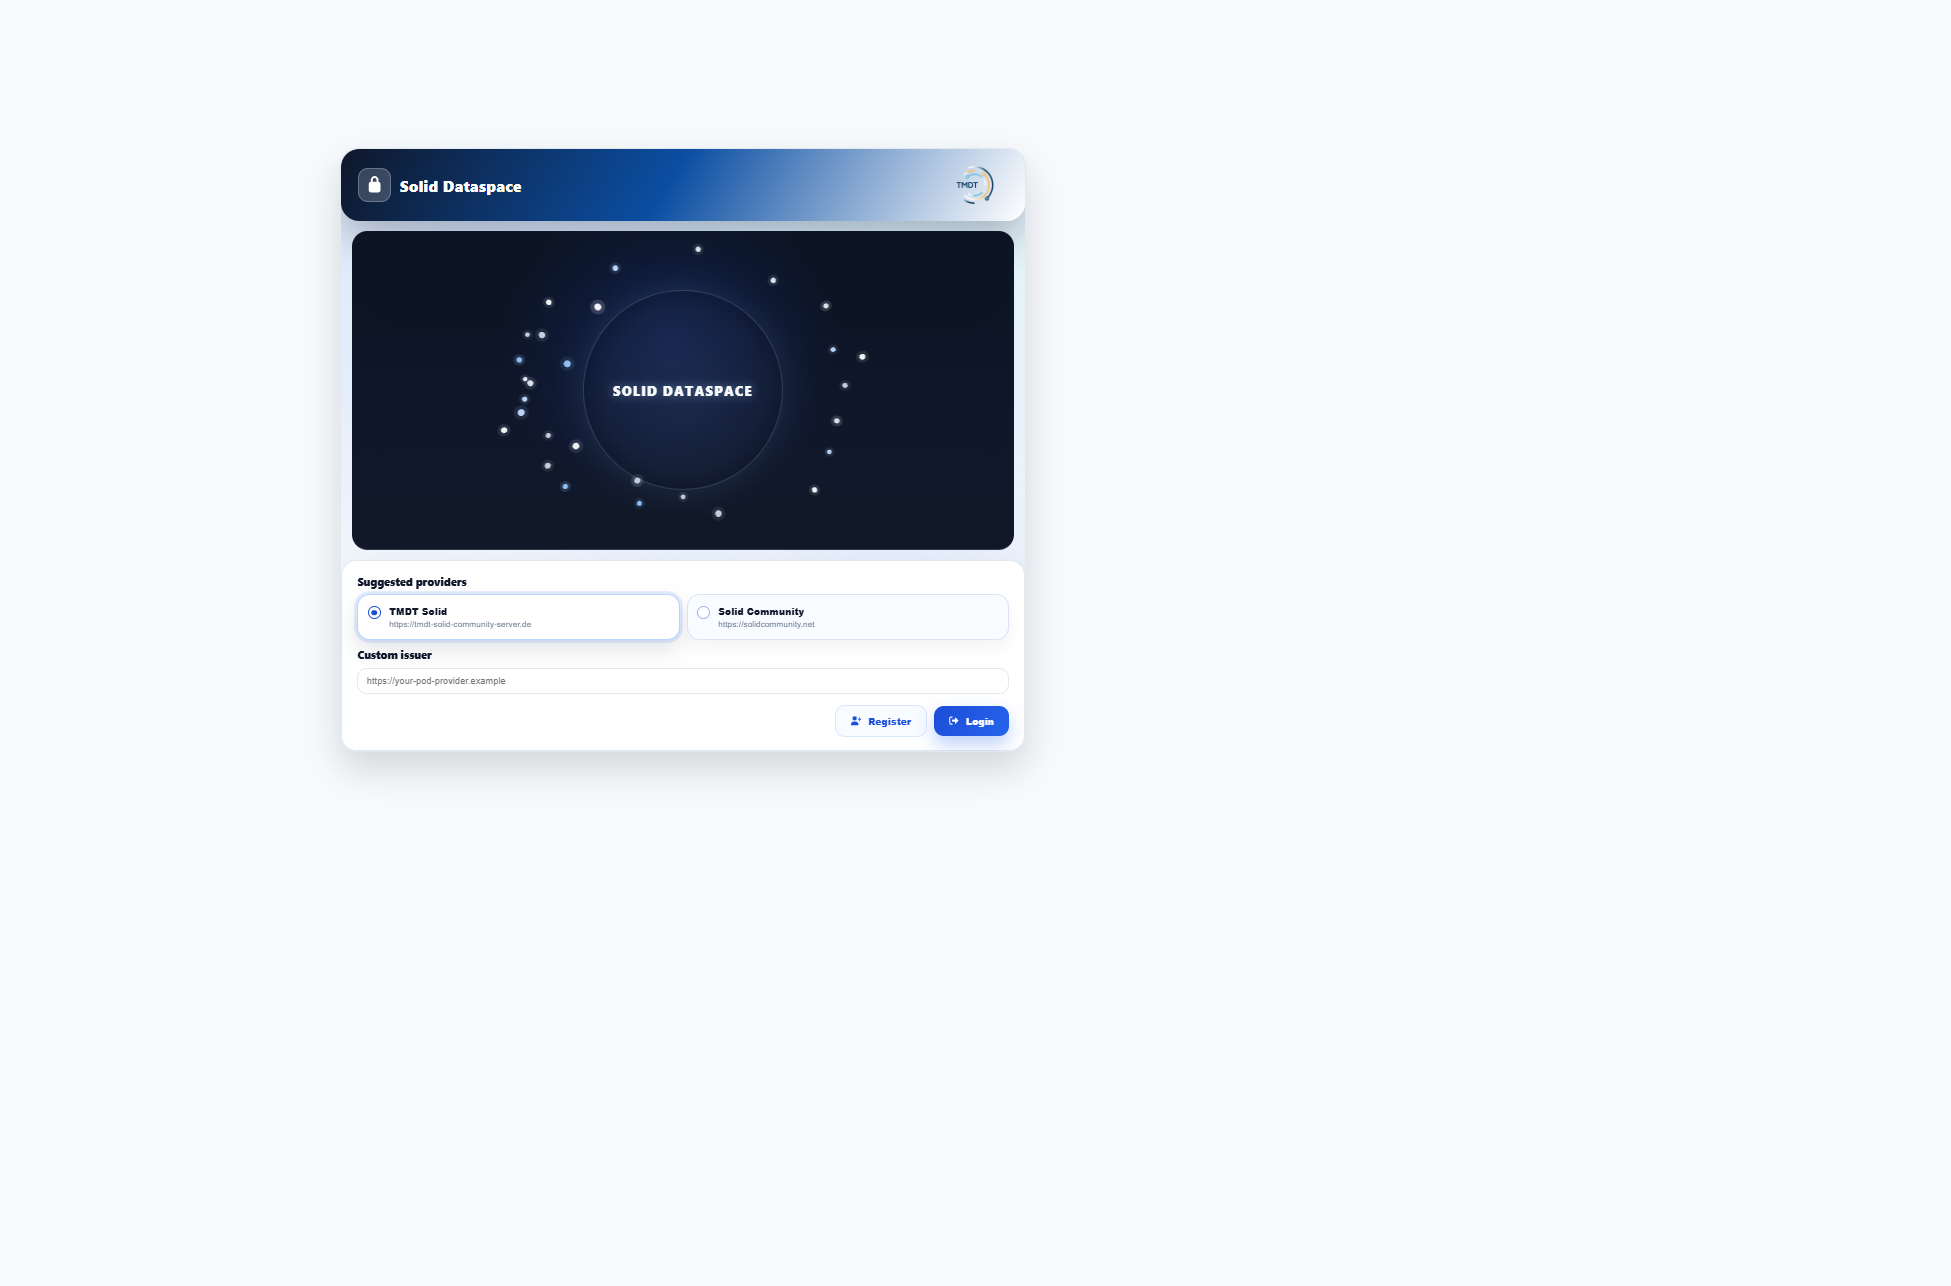 Solid Dataspace
TMDT
SOLID DATASPACE
Suggested providers
TMDT Solid
https://tmdt-solid-community-server.de
Solid Community
https://solidcommunity.net
Custom issuer
https://your-pod-provider.example
Register
Login